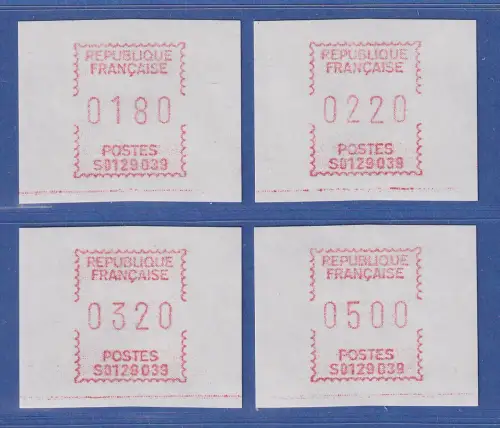 REPUBLIQUE
FRANÇAISE
0180
POSTES
S0129039
REPUBLIQUE
FRANÇAISE
0220
POSTES
S0129039
REPUBLIQUE
FRANÇAISE
0320
POSTES
S0129039
REPUBLIQUE
FRANÇAISE
0500
POSTES
S0129039